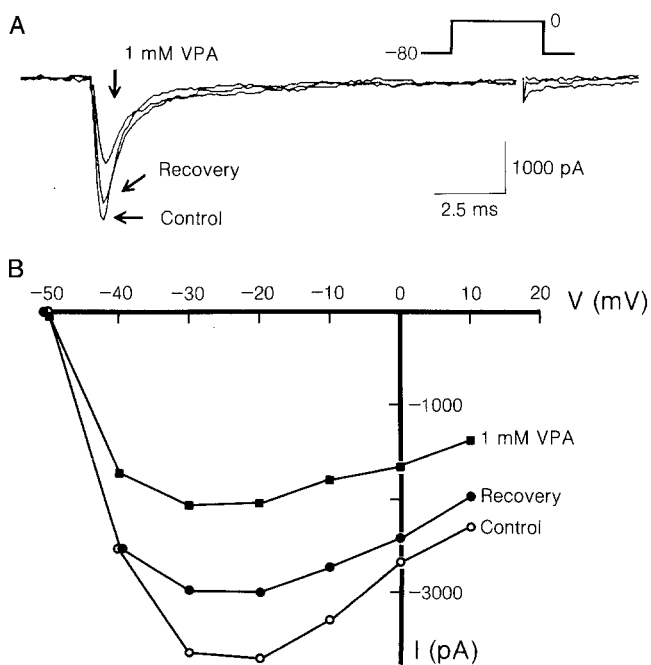 A
1 mM VPA
0
−80
Recovery
Control
1000 pA
2.5 ms
B
−50 −40 −30 −20 −10 0 10 20 V (mV)
−1000
1 mM VPA
Recovery
Control
−3000
I (pA)